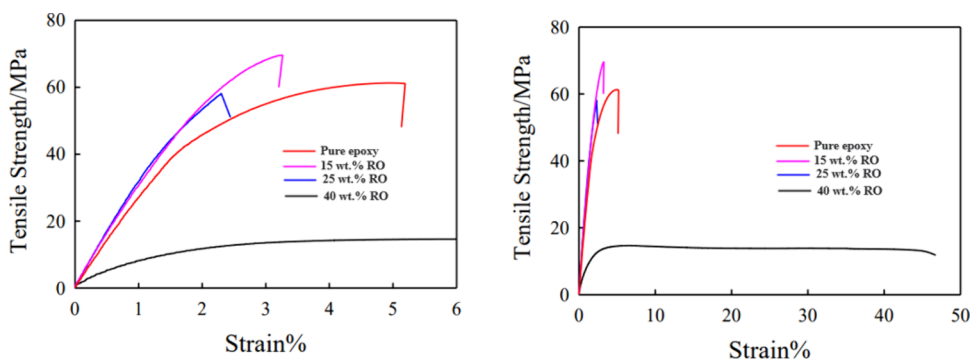 80
60
40
20
0
Tensile Strength/MPa
Pure epoxy
15 wt.% RO
25 wt.% RO
40 wt.% RO
0 1 2 3 4 5 6
Strain%
80
60
40
20
0
Tensile Strength/MPa
Pure epoxy
15 wt.% RO
25 wt.% RO
40 wt.% RO
0 10 20 30 40 50
Strain%